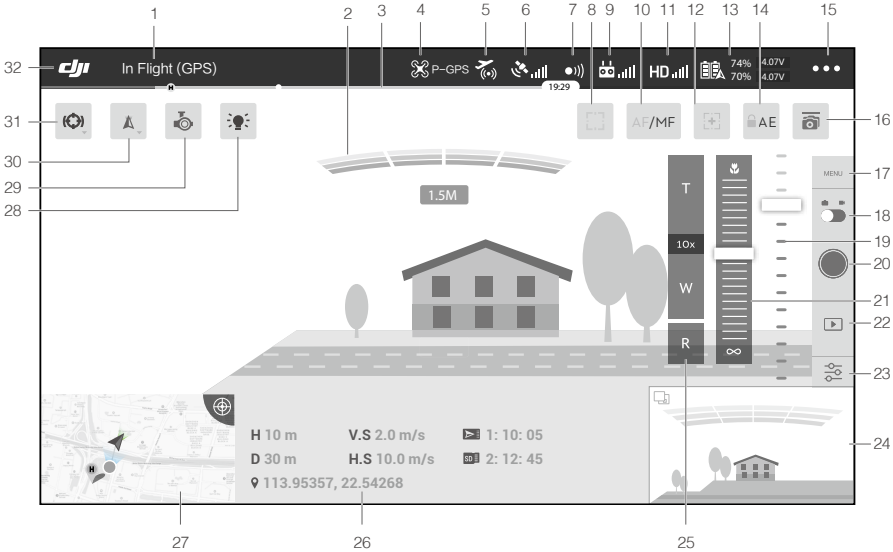 1 2 3 4 5 6 7 8 9 10 11 12 13 14 15
32 dji In Flight (GPS) P-GPS HD 74% 4.07V
70% 4.07V
H 19:29
31 AF/MF AE 16
30 T MENU 17
29 18
28 1.5M 10x 19
W 20
21
R 22
∞ 23
H 10 m V.S 2.0 m/s 1: 10: 05
D 30 m H.S 10.0 m/s SD 2: 12: 45 24
H 113.95357, 22.54268
27 26 25